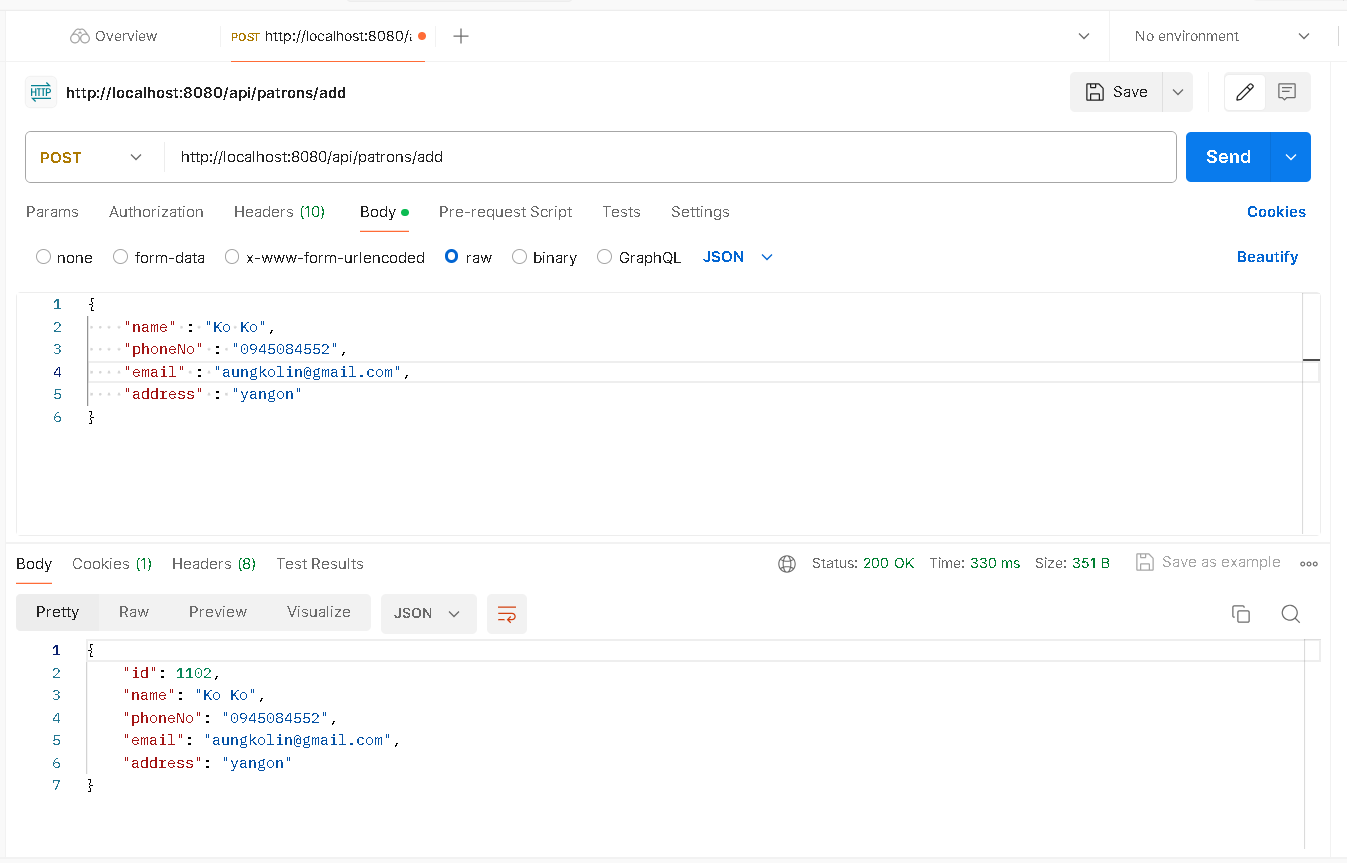 Overview POST http://localhost:8080/a No environment
HTTP http://localhost:8080/api/patrons/add Save
POST http://localhost:8080/api/patrons/add Send
Params Authorization Headers (10) Body Pre-request Script Tests Settings Cookies
none form-data x-www-form-urlencoded raw binary GraphQL JSON Beautify
1 {
2 "name" : "Ko Ko",
3 "phoneNo" : "0945084552",
4 "email" : "aungkolin@gmail.com",
5 "address" : "yangon"
6 }
Body Cookies (1) Headers (8) Test Results Status: 200 OK Time: 330 ms Size: 351 B Save as example
Pretty Raw Preview Visualize JSON
1 {
2 "id": 1102,
3 "name": "Ko Ko",
4 "phoneNo": "0945084552",
5 "email": "aungkolin@gmail.com",
6 "address": "yangon"
7 }